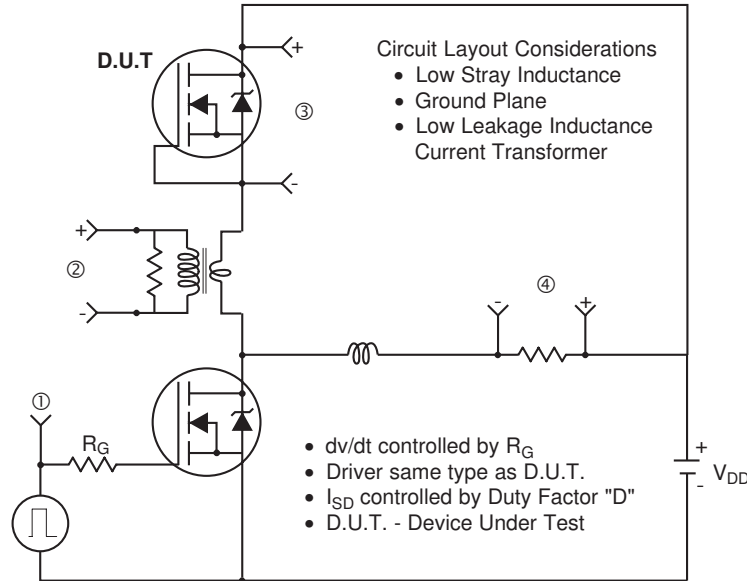 D.U.T
+
Circuit Layout Considerations
• Low Stray Inductance
• Ground Plane
• Low Leakage Inductance
Current Transformer
③
-
+
②
-
④
-
+
①
R_G
• dv/dt controlled by R_G
• Driver same type as D.U.T.
• I_SD controlled by Duty Factor "D"
• D.U.T. - Device Under Test
+
V_DD
-